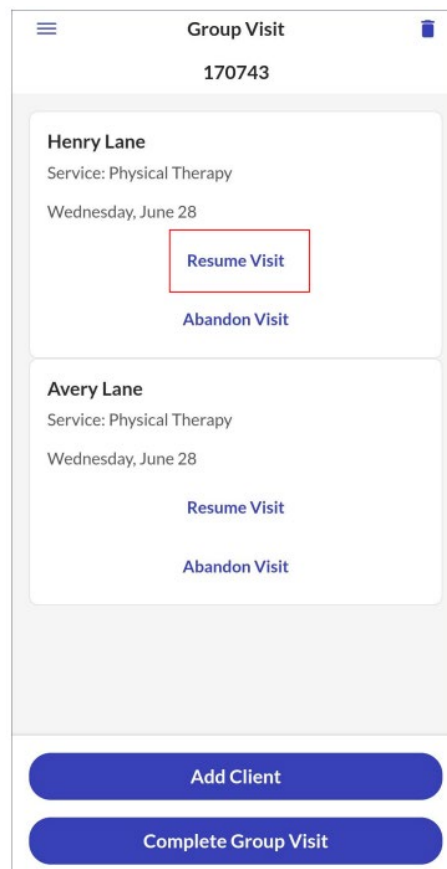 Group Visit
170743
Henry Lane
Service: Physical Therapy
Wednesday, June 28
Resume Visit
Abandon Visit
Avery Lane
Service: Physical Therapy
Wednesday, June 28
Resume Visit
Abandon Visit
Add Client
Complete Group Visit